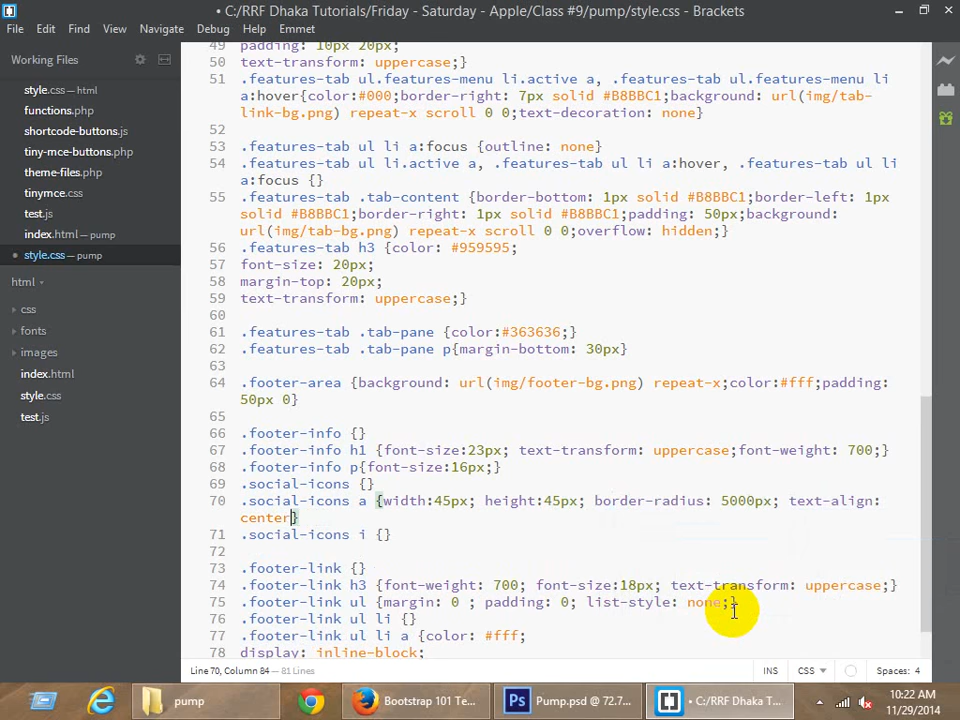 • C:/RRF Dhaka Tutorials/Friday - Saturday - Apple/Class #9/pump/style.css - Brackets
File Edit Find View Navigate Debug Help Emmet
Working Files
style.css — html
functions.php
shortcode-buttons.js
tiny-mce-buttons.php
theme-files.php
tinymce.css
test.js
index.html — pump
• style.css — pump
html
css
fonts
images
index.html
style.css
test.js
49 padding: 10px 20px;
50 text-transform: uppercase;}
51 .features-tab ul.features-menu li.active a, .features-tab ul.features-menu li
a:hover{color:#000;border-right: 7px solid #B8BBC1;background: url(img/tab-
link-bg.png) repeat-x scroll 0 0;text-decoration: none}
52
53 .features-tab ul li a:focus {outline: none}
54 .features-tab ul li.active a, .features-tab ul li a:hover, .features-tab ul li
a:focus {}
55 .features-tab .tab-content {border-bottom: 1px solid #B8BBC1;border-left: 1px
solid #B8BBC1;border-right: 1px solid #B8BBC1;padding: 50px;background:
url(img/tab-bg.png) repeat-x scroll 0 0;overflow: hidden;}
56 .features-tab h3 {color: #959595;
57 font-size: 20px;
58 margin-top: 20px;
59 text-transform: uppercase;}
60
61 .features-tab .tab-pane {color:#363636;}
62 .features-tab .tab-pane p{margin-bottom: 30px}
63
64 .footer-area {background: url(img/footer-bg.png) repeat-x;color:#fff;padding:
50px 0}
65
66 .footer-info {}
67 .footer-info h1 {font-size:23px; text-transform: uppercase;font-weight: 700;}
68 .footer-info p{font-size:16px;}
69 .social-icons {}
70 .social-icons a {width:45px; height:45px; border-radius: 5000px; text-align:
center}
71 .social-icons i {}
72
73 .footer-link {}
74 .footer-link h3 {font-weight: 700; font-size:18px; text-transform: uppercase;}
75 .footer-link ul {margin: 0 ; padding: 0; list-style: none;}
76 .footer-link ul li {}
77 .footer-link ul li a {color: #fff;
78 display: inline-block;
Line 70, Column 84 — 81 Lines
INS CSS Spaces: 4
pump
Bootstrap 101 Te...
Pump.psd @ 72.7...
• C:/RRF Dhaka T...
10:22 AM
11/29/2014